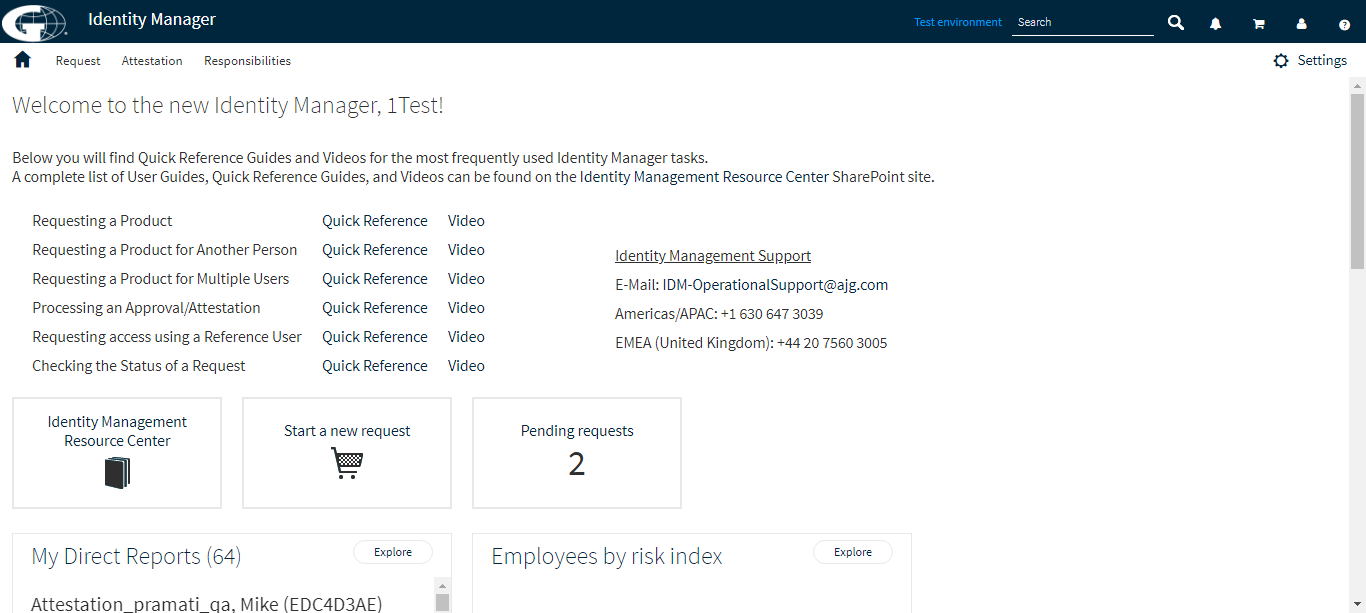 Identity Manager
Test environment
Search
Request Attestation Responsibilities
Settings
Welcome to the new Identity Manager, 1Test!
Below you will find Quick Reference Guides and Videos for the most frequently used Identity Manager tasks.
A complete list of User Guides, Quick Reference Guides, and Videos can be found on the Identity Management Resource Center SharePoint site.
Requesting a Product Quick Reference Video
Requesting a Product for Another Person Quick Reference Video
Requesting a Product for Multiple Users Quick Reference Video
Processing an Approval/Attestation Quick Reference Video
Requesting access using a Reference User Quick Reference Video
Checking the Status of a Request Quick Reference Video
Identity Management Support
E-Mail: IDM-OperationalSupport@ajg.com
Americas/APAC: +1 630 647 3039
EMEA (United Kingdom): +44 20 7560 3005
Identity Management
Resource Center
Start a new request
Pending requests
2
My Direct Reports (64)
Explore
Attestation_pramati_qa, Mike (EDC4D3AE)
Employees by risk index
Explore